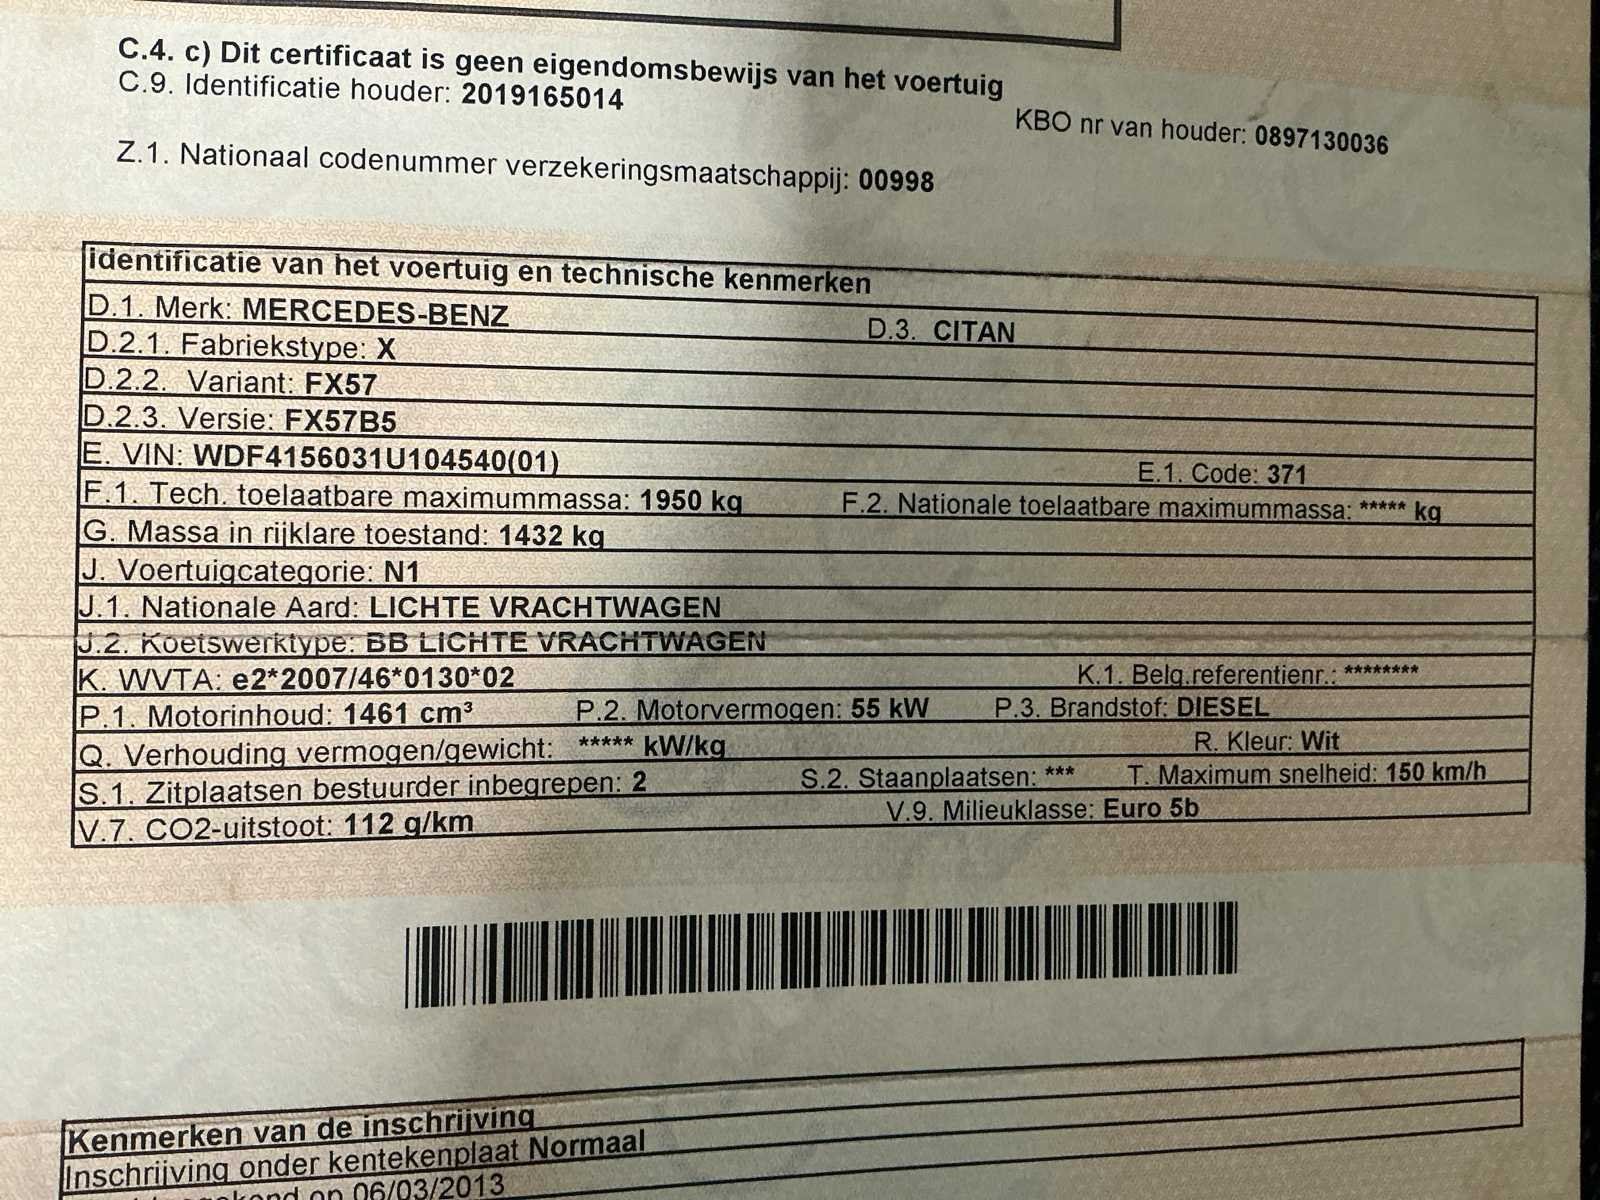 C.4. c) Dit certificaat is geen eigendomsbewijs van het voertuig
C.9. Identificatie houder: 2019165014
KBO nr van houder: 0897130036
Z.1. Nationaal codenummer verzekeringsmaatschappij: 00998
Identificatie van het voertuig en technische kenmerken
D.1. Merk: MERCEDES-BENZ D.3. CITAN
D.2.1. Fabriekstype: X
D.2.2. Variant: FX57
D.2.3. Versie: FX57B5
E. VIN: WDF4156031U104540(01) E.1. Code: 371
F.1. Tech. toelaatbare maximummassa: 1950 kg F.2. Nationale toelaatbare maximummassa: ***** kg
G. Massa in rijklare toestand: 1432 kg
J. Voertuigcategorie: N1
J.1. Nationale Aard: LICHTE VRACHTWAGEN
J.2. Koetswerktype: BB LICHTE VRACHTWAGEN
K. WVTA: e2*2007/46*0130*02 K.1. Belg.referentienr.: ********
P.1. Motorinhoud: 1461 cm³ P.2. Motorvermogen: 55 kW P.3. Brandstof: DIESEL
Q. Verhouding vermogen/gewicht: ***** kW/kg R. Kleur: Wit
S.1. Zitplaatsen bestuurder inbegrepen: 2 S.2. Staanplaatsen: *** T. Maximum snelheid: 150 km/h
V.7. CO2-uitstoot: 112 g/km V.9. Milieuklasse: Euro 5b
Kenmerken van de inschrijving
Inschrijving onder kentekenplaat Normaal
op 06/03/2013